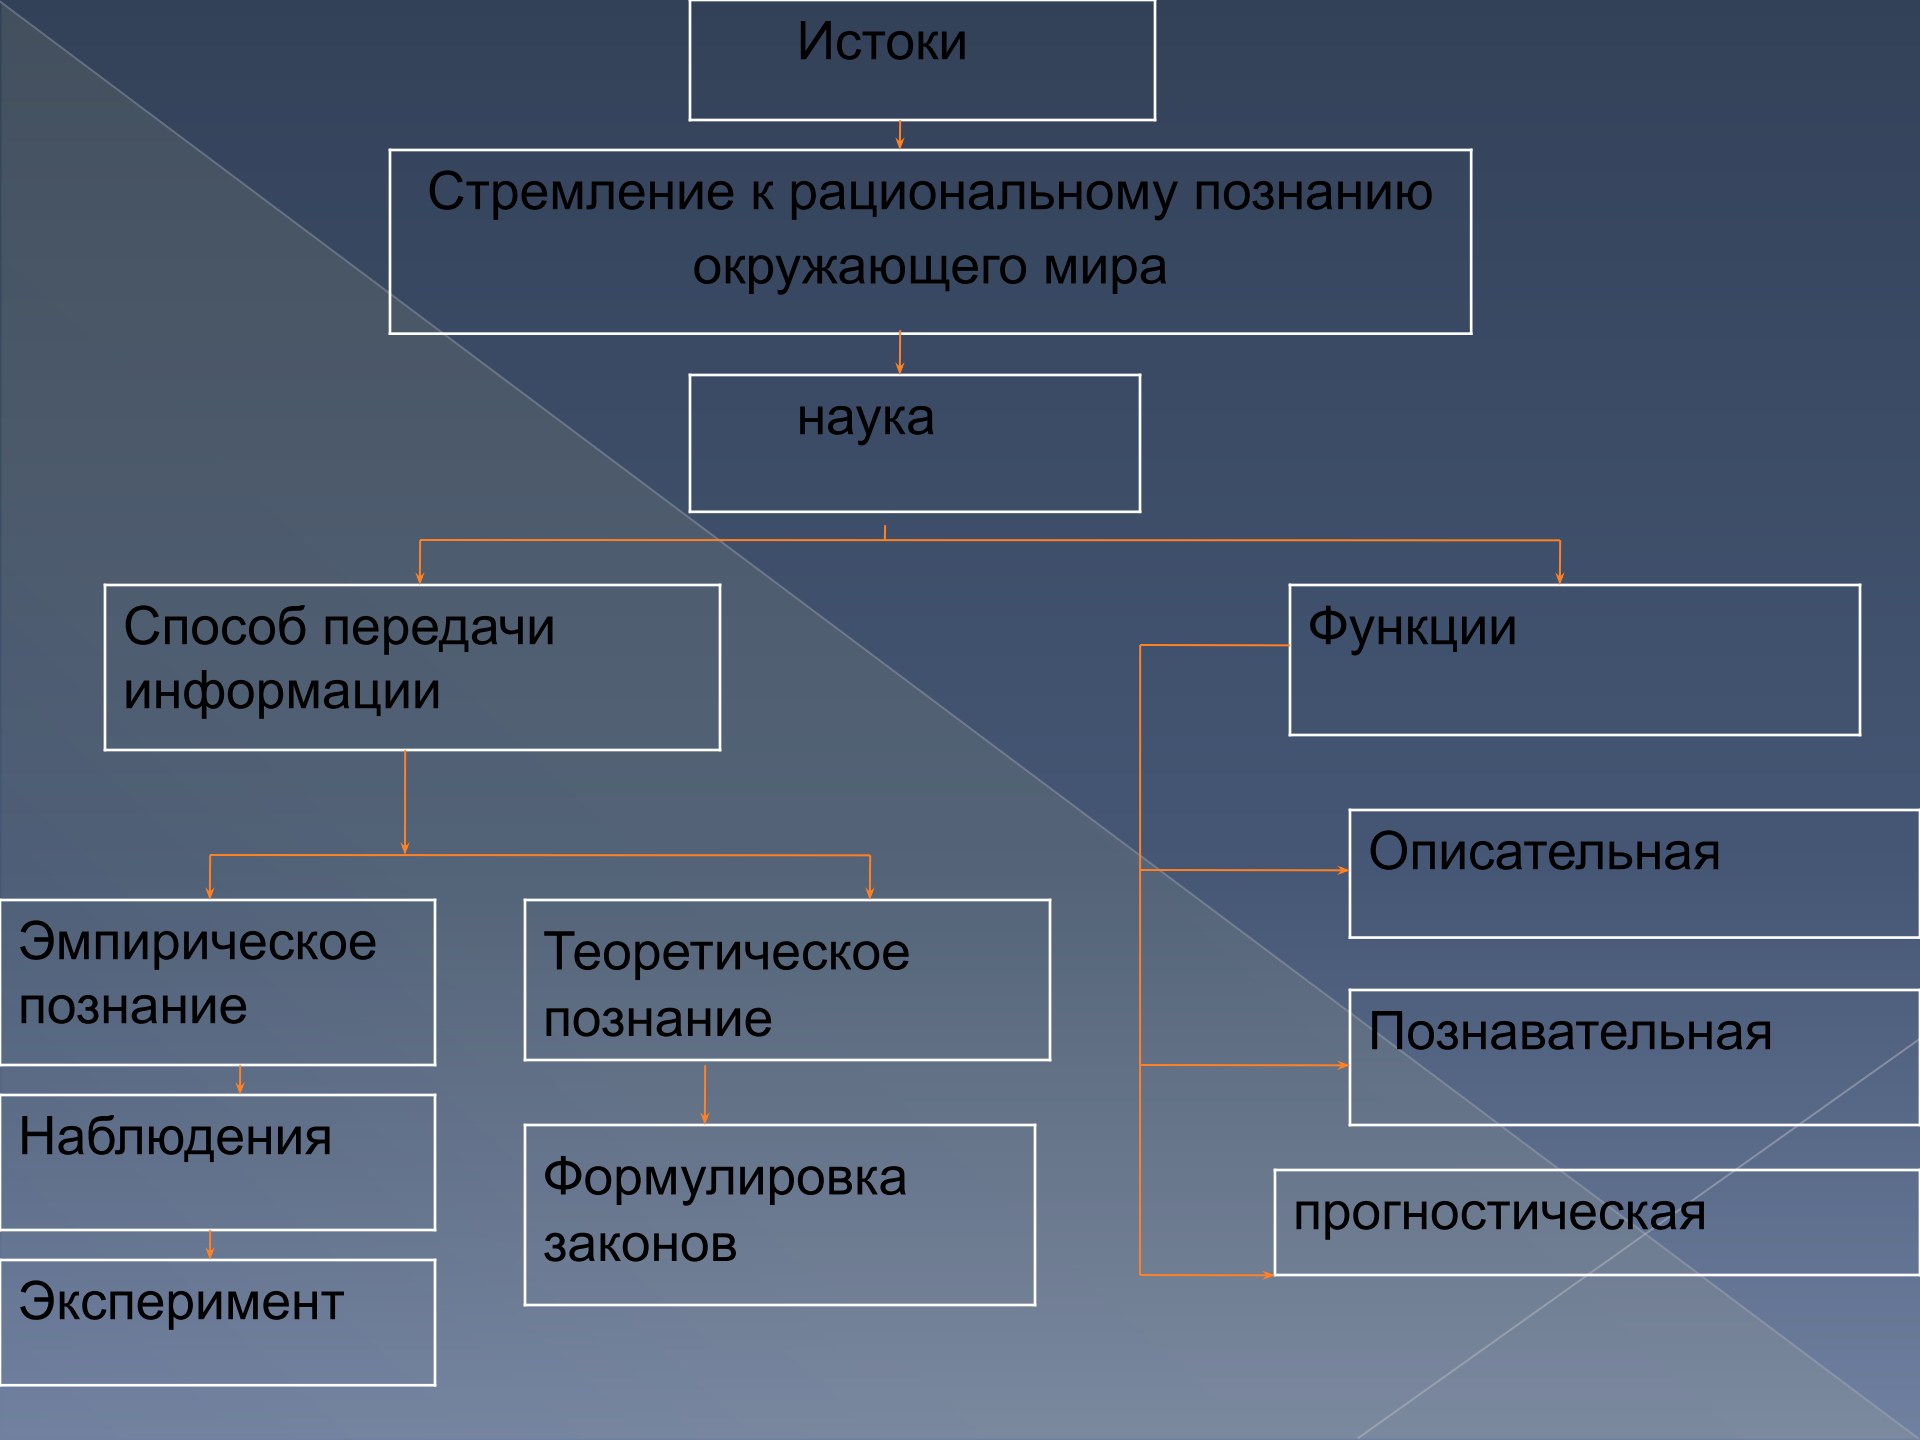 Истоки
Стремление к рациональному познанию
окружающего мира
наука
Способ передачи
информации
Функции
Описательная
Эмпирическое
познание
Теоретическое
познание
Познавательная
Наблюдения
Формулировка
законов
прогностическая
Эксперимент